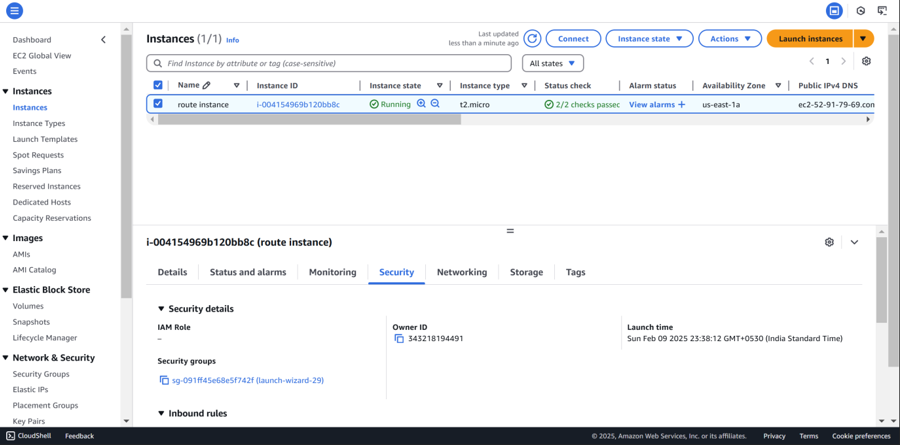 Dashboard
EC2 Global View
Events
Instances
Instances
Instance Types
Launch Templates
Spot Requests
Savings Plans
Reserved Instances
Dedicated Hosts
Capacity Reservations
Images
AMIs
AMI Catalog
Elastic Block Store
Volumes
Snapshots
Lifecycle Manager
Network & Security
Security Groups
Elastic IPs
Placement Groups
Key Pairs
Instances (1/1) Info
Last updated
less than a minute ago
Connect
Instance state
Actions
Launch instances
Find Instance by attribute or tag (case-sensitive)
All states
1
Name Instance ID Instance state Instance type Status check Alarm status Availability Zone Public IPv4 DNS
route instance i-004154969b120bb8c Running t2.micro 2/2 checks passec View alarms + us-east-1a ec2-52-91-79-69.con
i-004154969b120bb8c (route instance)
Details Status and alarms Monitoring Security Networking Storage Tags
Security details
IAM Role
–
Owner ID
343218194491
Launch time
Sun Feb 09 2025 23:38:12 GMT+0530 (India Standard Time)
Security groups
sg-091ff45e68e5f742f (launch-wizard-29)
Inbound rules
CloudShell Feedback © 2025, Amazon Web Services, Inc. or its affiliates. Privacy Terms Cookie preferences